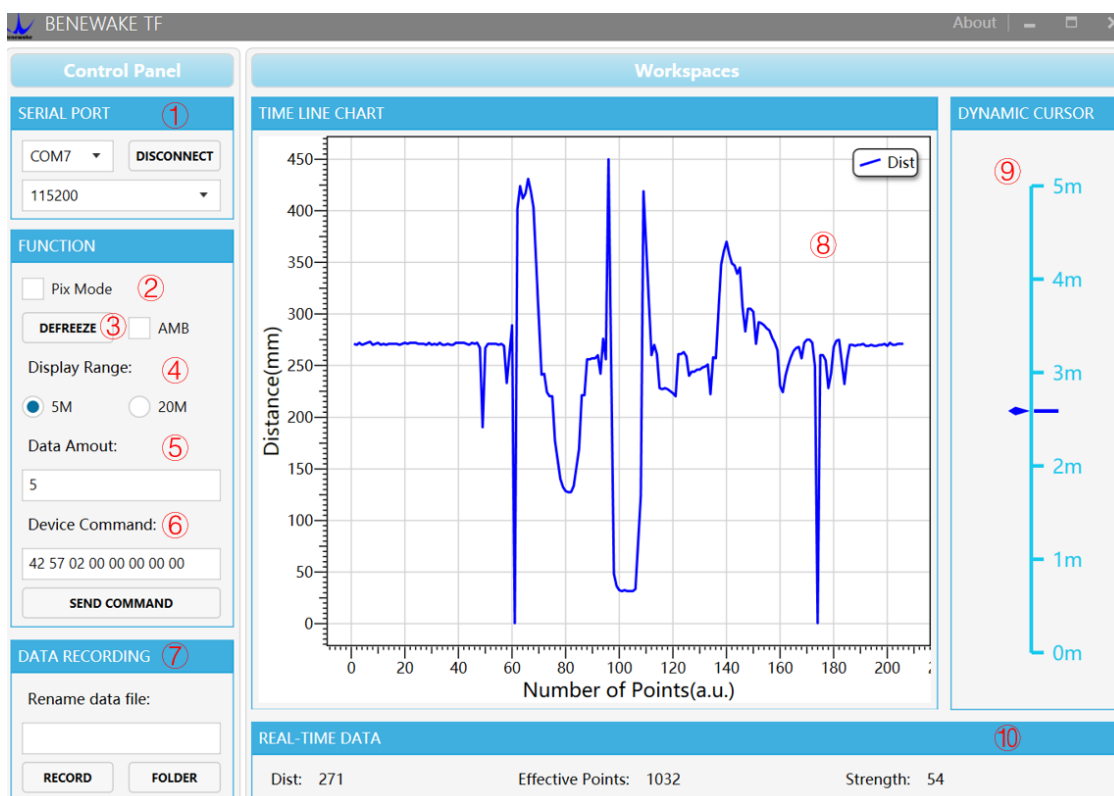 BENEWAKE TF
About
Control Panel
Workspaces
SERIAL PORT ①
COM7
DISCONNECT
115200
FUNCTION
Pix Mode ②
DEFREEZE ③ AMB
Display Range: ④
5M 20M
Data Amout: ⑤
5
Device Command: ⑥
42 57 02 00 00 00 00 00
SEND COMMAND
DATA RECORDING ⑦
Rename data file:
RECORD FOLDER
TIME LINE CHART
Dist
⑧
Distance(mm)
450
400
350
300
250
200
150
100
50
0
0 20 40 60 80 100 120 140 160 180 200
Number of Points(a.u.)
DYNAMIC CURSOR
⑨
5m
4m
3m
2m
1m
0m
REAL-TIME DATA ⑩
Dist: 271 Effective Points: 1032 Strength: 54